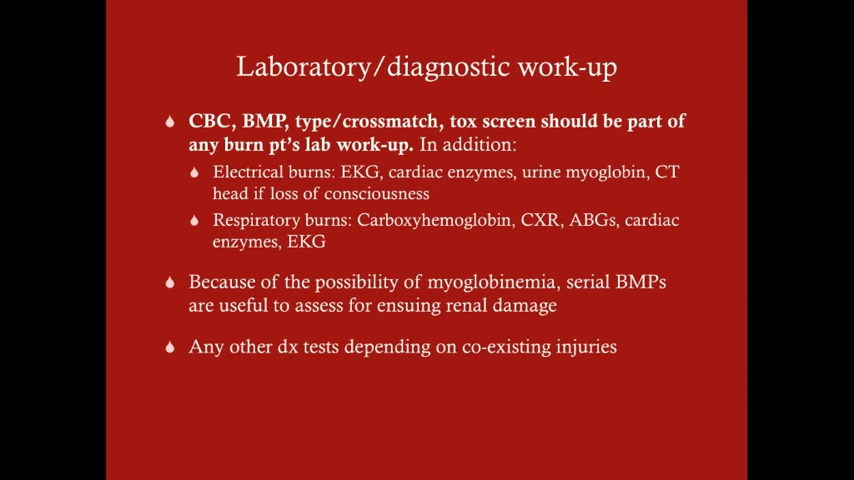 Laboratory/diagnostic work-up
CBC, BMP, type/crossmatch, tox screen should be part of
any burn pt's lab work-up. In addition:
Electrical burns: EKG, cardiac enzymes, urine myoglobin, CT
head if loss of consciousness
Respiratory burns: Carboxyhemoglobin, CXR, ABGs, cardiac
enzymes, EKG
Because of the possibility of myoglobinemia, serial BMPs
are useful to assess for ensuing renal damage
Any other dx tests depending on co-existing injuries